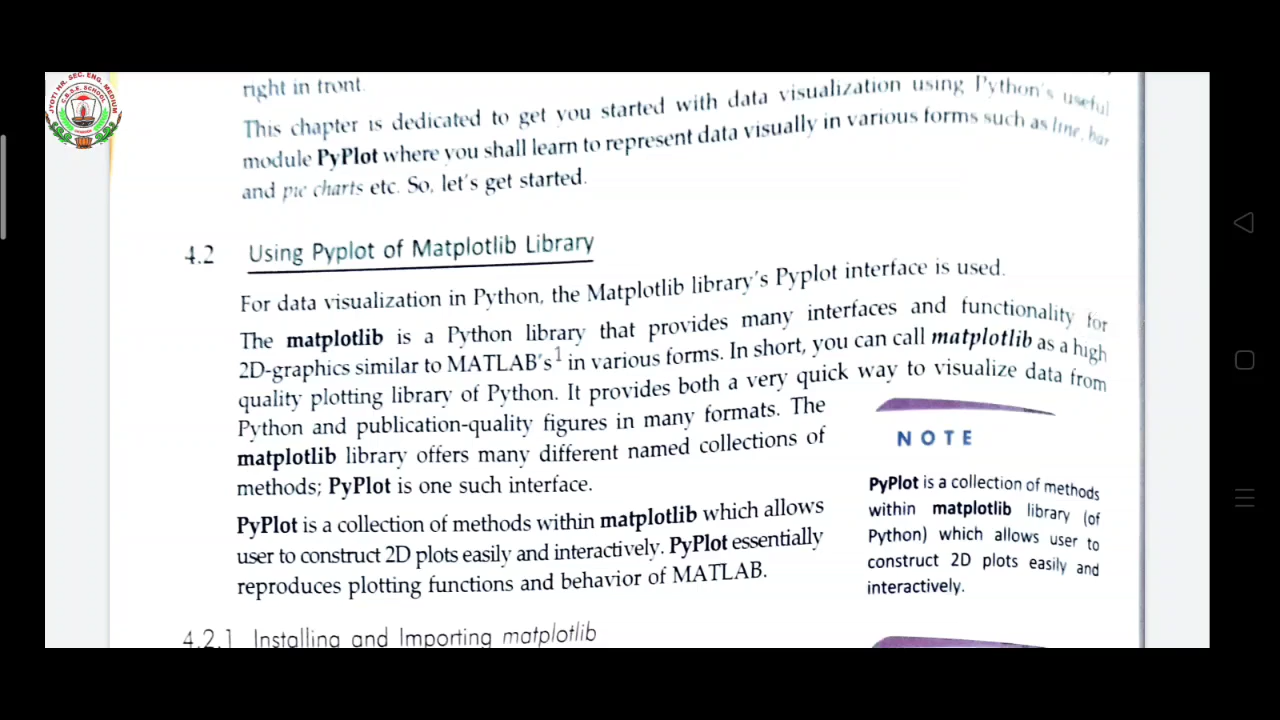 JYOTI HR. SEC. ENG. MEDIUM
C.B.S.E. SCHOOL
right in front.
This chapter is dedicated to get you started with data visualization using Python's useful
module PyPlot where you shall learn to represent data visually in various forms such as line, bar
and pie charts etc. So, let's get started.
4.2 Using Pyplot of Matplotlib Library
For data visualization in Python, the Matplotlib library's Pyplot interface is used.
The matplotlib is a Python library that provides many interfaces and functionality for
2D-graphics similar to MATLAB's1 in various forms. In short, you can call matplotlib as a high
quality plotting library of Python. It provides both a very quick way to visualize data from
Python and publication-quality figures in many formats. The
matplotlib library offers many different named collections of
methods; PyPlot is one such interface.
PyPlot is a collection of methods within matplotlib which allows
user to construct 2D plots easily and interactively. PyPlot essentially
reproduces plotting functions and behavior of MATLAB.
NOTE
PyPlot is a collection of methods
within matplotlib library (of
Python) which allows user to
construct 2D plots easily and
interactively.
4.2.1 Installing and Importing matplotlib